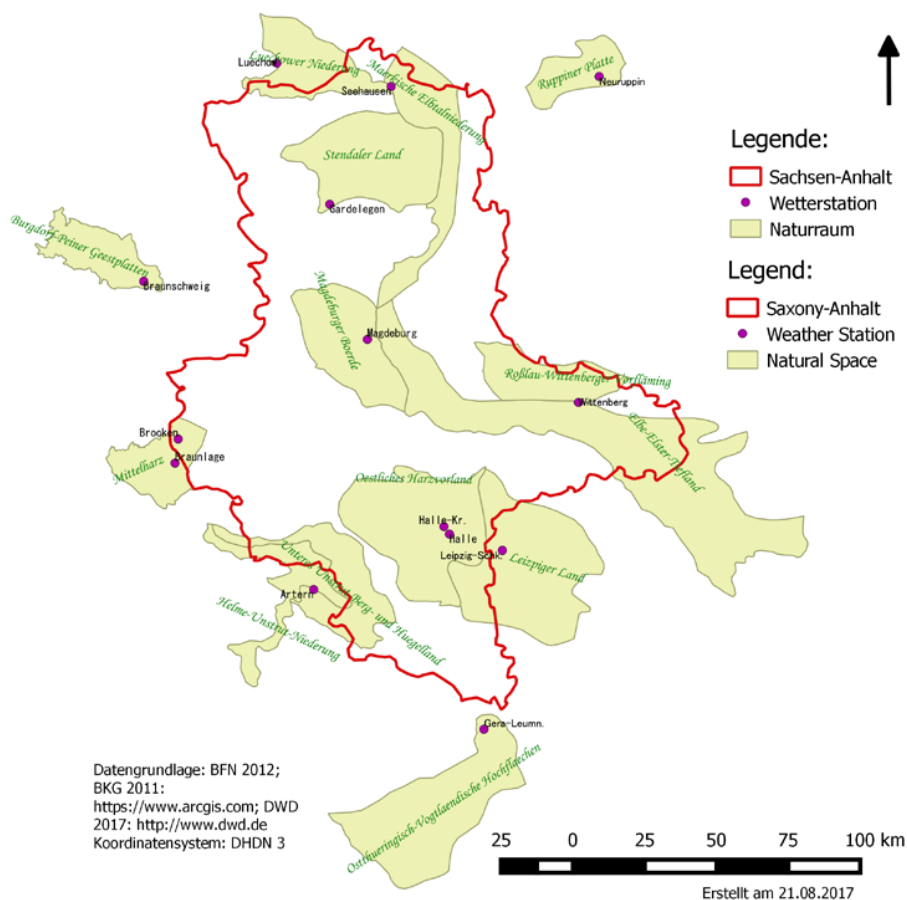 Luechow
Luechower Niederung
Seehausen
Maerkische Elbtalniederung
Ruppiner Platte
Neuruppin
Stendaler Land
Gardelegen
Burgdorf-Peiner Geestplatten
Braunschweig
Magdeburger Boerde
Magdeburg
Roßlau-Wittenberger Vorfläming
Wittenberg
Elbe-Elster-Tiefland
Brocken
Braunlage
Mittelharz
Oestliches Harzvorland
Halle-Kr.
Halle
Leipzig-Schk.
Leipziger Land
Unteres Unstrut-Berg- und Huegelland
Artern
Helme-Unstrut-Niederung
Gera-Leumn.
Ostthueringisch-Vogtlaendische Hochflaechen
Legende:
Sachsen-Anhalt
Wetterstation
Naturraum
Legend:
Saxony-Anhalt
Weather Station
Natural Space
Datengrundlage: BFN 2012;
BKG 2011:
https://www.arcgis.com; DWD
2017: http://www.dwd.de
Koordinatensystem: DHDN 3
25 0 25 50 75 100 km
Erstellt am 21.08.2017